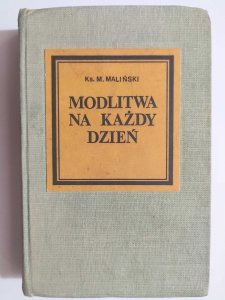 Ks. M. MALIŃSKI
MODLITWA
NA KAŻDY
DZIEŃ